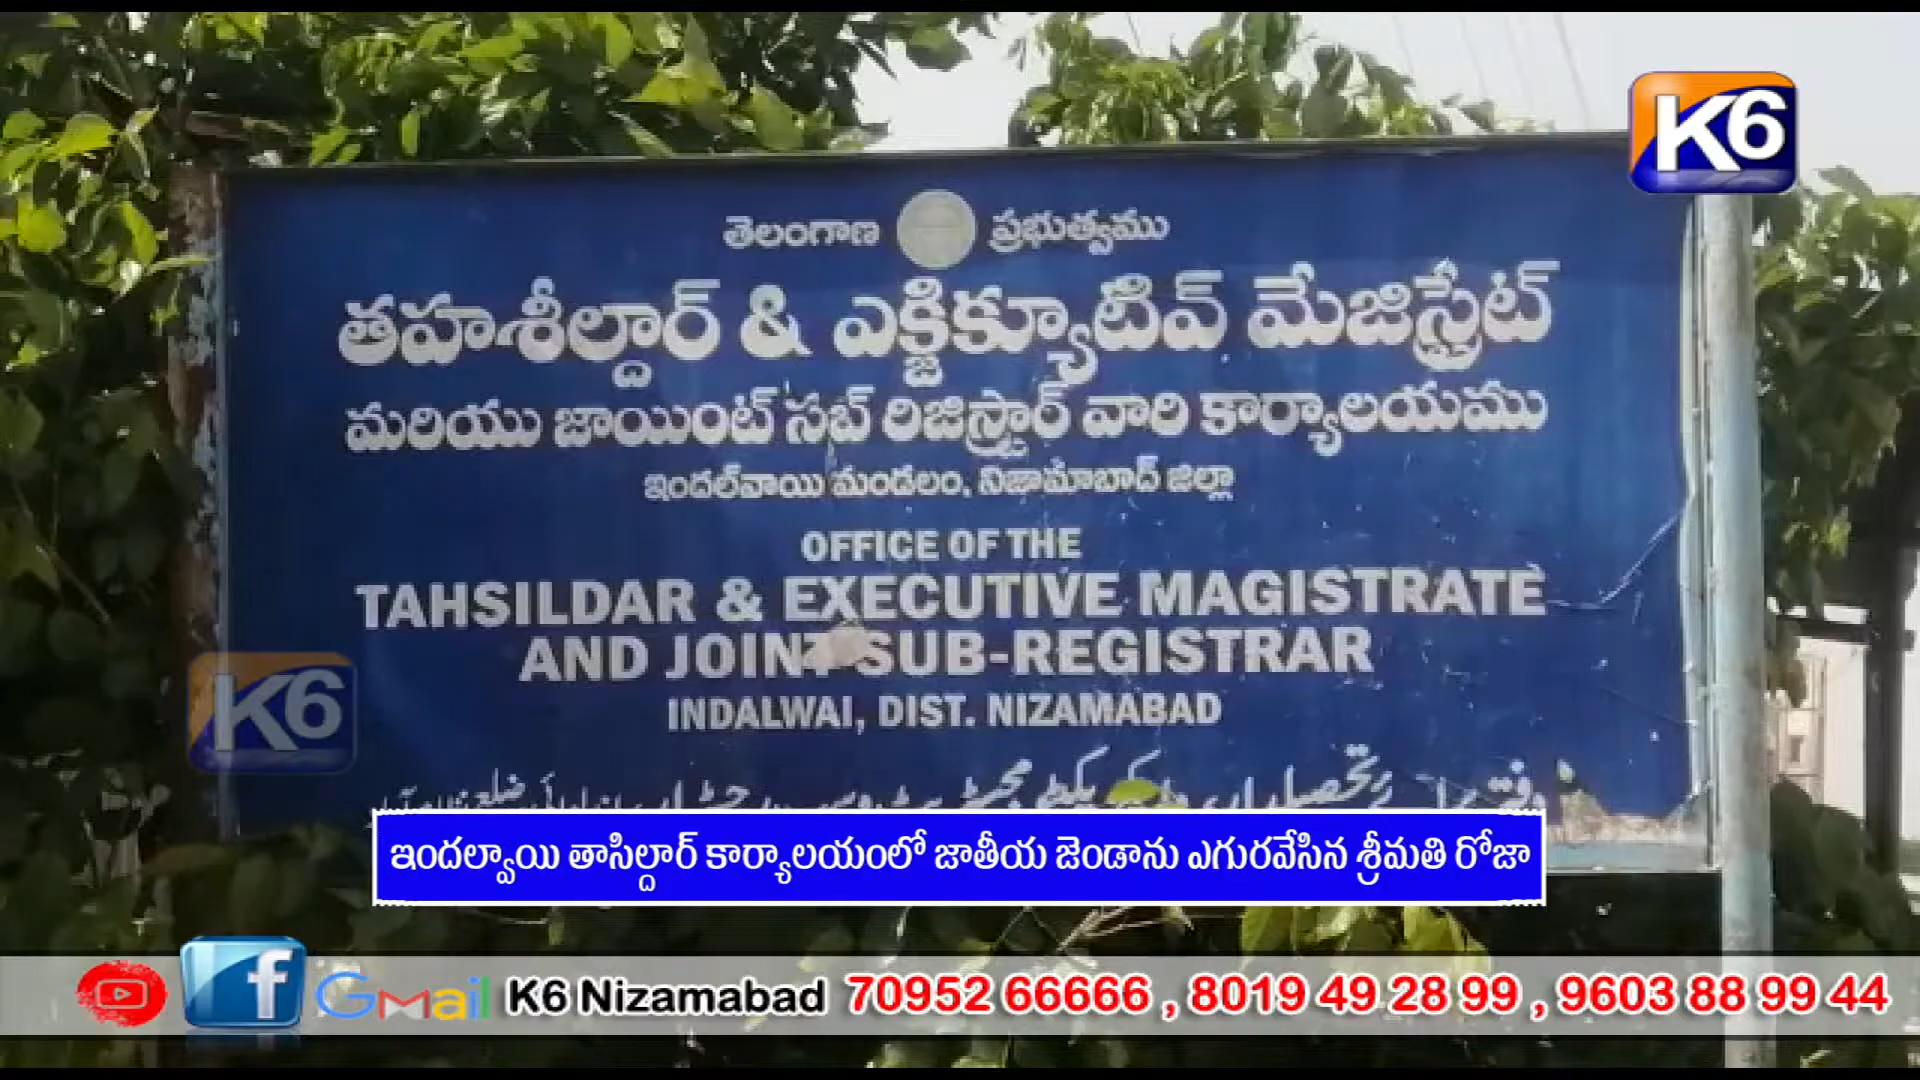 K6
తెలంగాణ ప్రభుత్వము
తహశీల్దార్ & ఎక్జిక్యూటివ్ మేజిస్ట్రేట్
మరియు జాయింట్ సబ్ రిజిస్ట్రార్ వారి కార్యాలయము
ఇందల్‌వాయి మండలం, నిజామాబాద్ జిల్లా
OFFICE OF THE
TAHSILDAR & EXECUTIVE MAGISTRATE
AND JOINT SUB-REGISTRAR
INDALWAI, DIST. NIZAMABAD
K6
ఇందల్వాయి తాసిల్దార్ కార్యాలయంలో జాతీయ జెండాను ఎగురవేసిన శ్రీమతి రోజా
f Gmail K6 Nizamabad 70952 66666 , 8019 49 28 99 , 9603 88 99 44